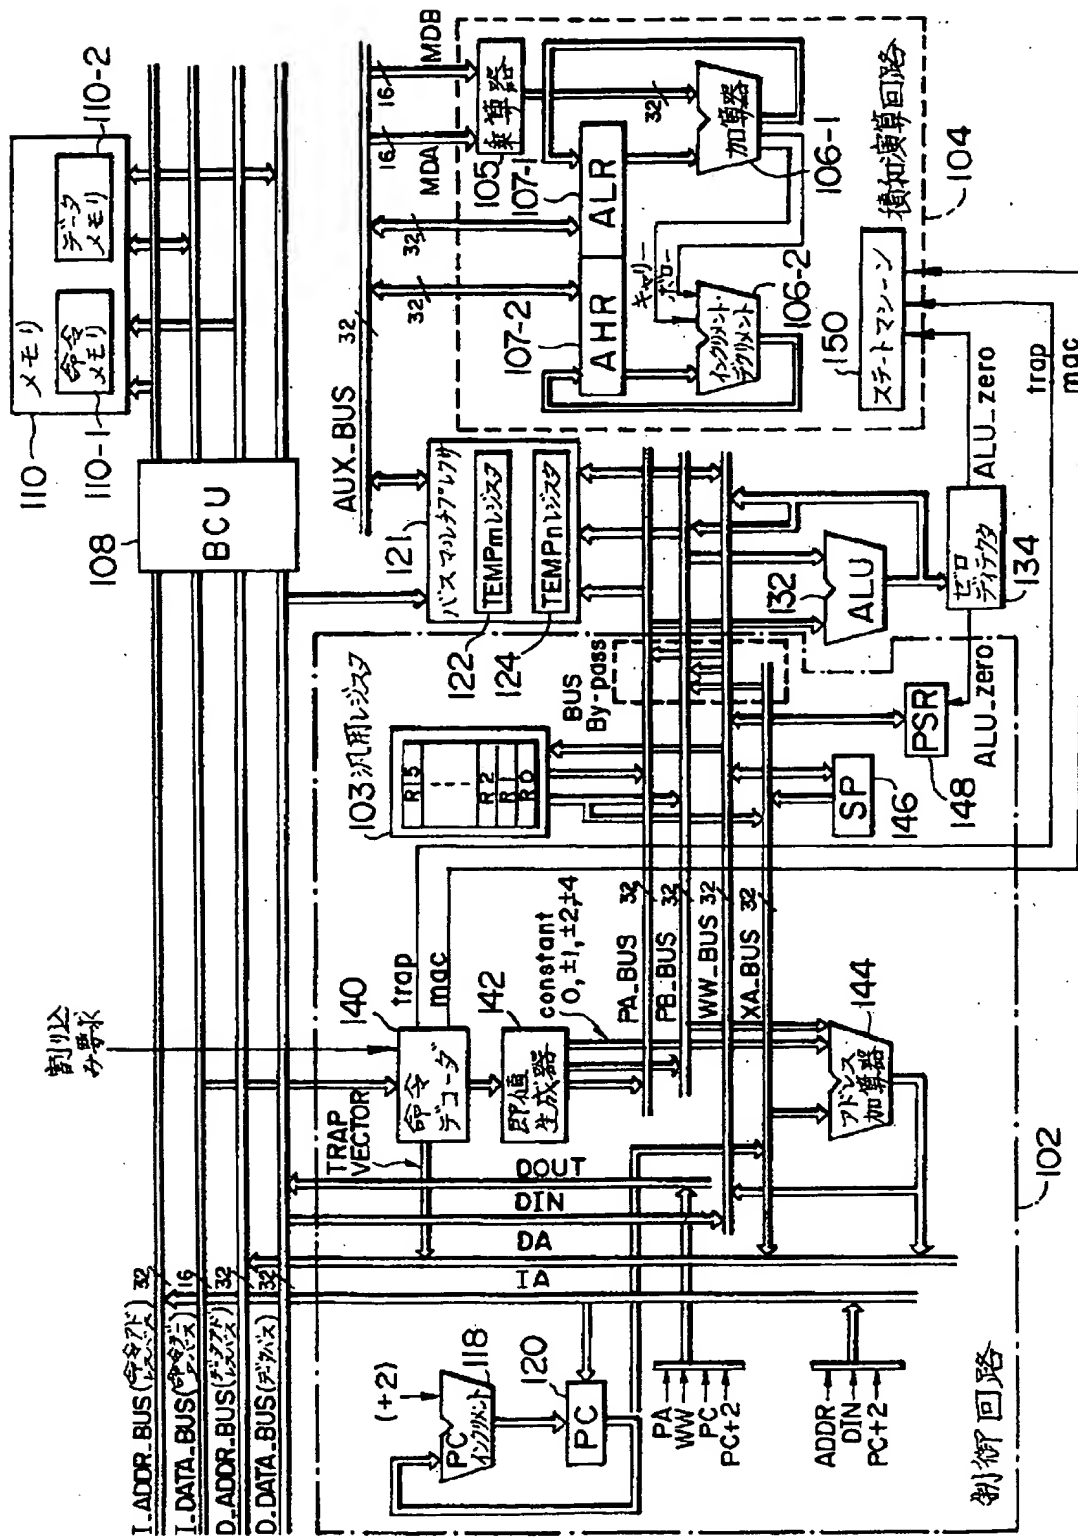 110
メモリ
命令
メモリ
110-1
データ
メモリ
110-2
108
BCU
I_ADDR_BUS(命令アド
レスバス)
32
I_DATA_BUS(命令デー
タバス)
16
D_ADDR_BUS(データアド
レスバス)
32
D_DATA_BUS(データバス)
32
AUX_BUS
32
32
32
16
MDA
16
MDB
121
バスマルチプレクサ
TEMPmレジスタ
122
TEMPnレジスタ
124
105
乗算器
32
107-2
107-1
AHR
ALR
キャリー
ボロー
加算器
106-1
インクリメント・
デクリメント
106-2
150
ステートマシーン
積和演算回路
104
割り込
み要求
140
命令
デコーダ
trap
mac
TRAP
VECTOR
142
即値
生成器
constant
0, ±1, ±2, ±4
103
汎用レジスタ
R15
R2
R1
R0
BUS
By-pass
PA_BUS
32
PB_BUS
32
WW_BUS
32
XA_BUS
32
DOUT
DIN
DA
IA
(+2)
PC
インクリメント
118
120
PC
PA
WW
PC
PC+2
ADDR
DIN
PC+2
144
アドレス
加算器
SP
146
PSR
148
132
ALU
ゼロ
ディテクタ
134
ALU_zero
ALU_zero
trap
mac
制御回路
102